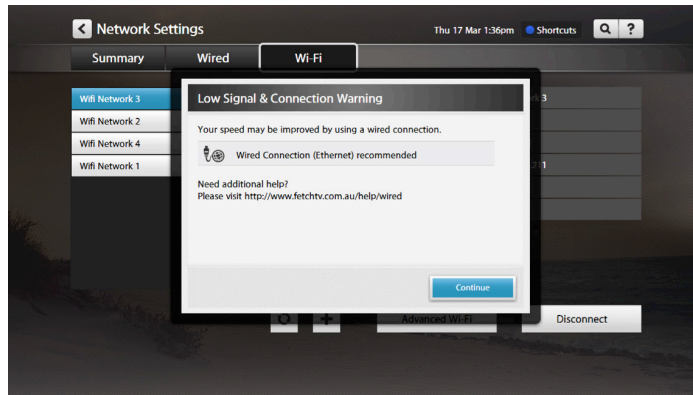 Network Settings
Thu 17 Mar 1:36pm
Shortcuts
?
Summary
Wired
Wi-Fi
Wifi Network 3
Wifi Network 2
Wifi Network 4
Wifi Network 1
3
Low Signal & Connection Warning
Your speed may be improved by using a wired connection.
Wired Connection (Ethernet) recommended
Need additional help?
Please visit http://www.fetchtv.com.au/help/wired
Continue
Advanced Wi-Fi
Disconnect